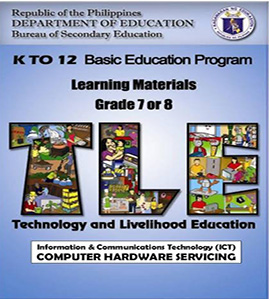 Republic of the Philippines
DEPARTMENT OF EDUCATION
Bureau of Secondary Education
K TO 12 Basic Education Program
Learning Materials
Grade 7 or 8
TLE
Technology and Livelihood Education
Information & Communications Technology (ICT)
COMPUTER HARDWARE SERVICING